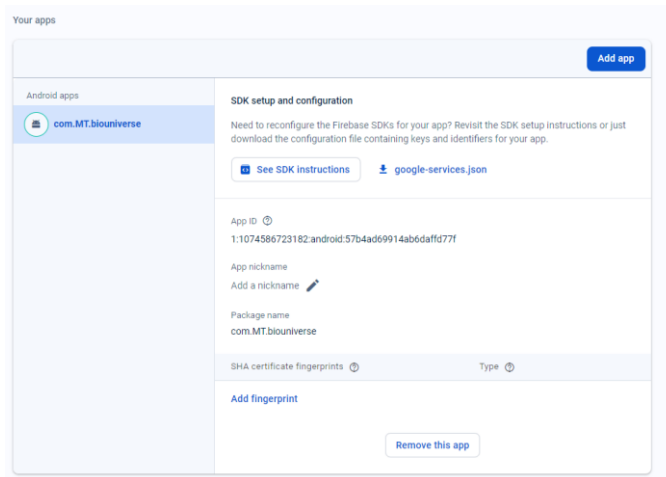 Your apps
Add app
Android apps
com.MT.biouniverse
SDK setup and configuration
Need to reconfigure the Firebase SDKs for your app? Revisit the SDK setup instructions or just
download the configuration file containing keys and identifiers for your app.
See SDK instructions
google-services.json
App ID
1:1074586723182:android:57b4ad69914ab6daffd77f
App nickname
Add a nickname
Package name
com.MT.biouniverse
SHA certificate fingerprints
Type
Add fingerprint
Remove this app